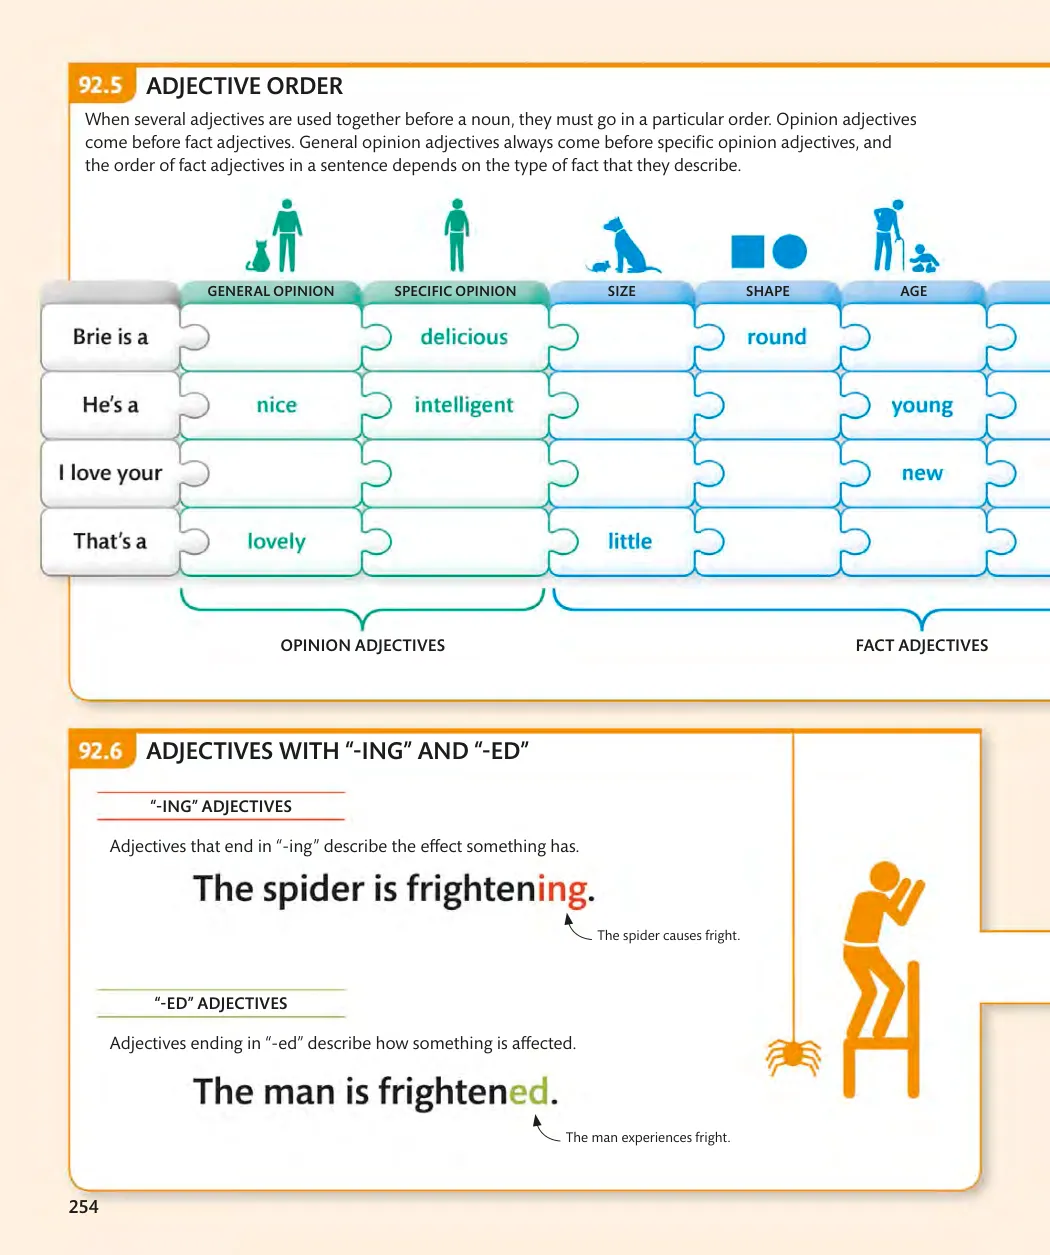 92.5 ADJECTIVE ORDER
When several adjectives are used together before a noun, they must go in a particular order. Opinion adjectives
come before fact adjectives. General opinion adjectives always come before specific opinion adjectives, and
the order of fact adjectives in a sentence depends on the type of fact that they describe.
GENERAL OPINION SPECIFIC OPINION SIZE SHAPE AGE
Brie is a delicious round
He’s a nice intelligent young
I love your new
That’s a lovely little
OPINION ADJECTIVES FACT ADJECTIVES
92.6 ADJECTIVES WITH “-ING” AND “-ED”
“-ING” ADJECTIVES
Adjectives that end in “-ing” describe the effect something has.
The spider is frightening.
The spider causes fright.
“-ED” ADJECTIVES
Adjectives ending in “-ed” describe how something is affected.
The man is frightened.
The man experiences fright.
254